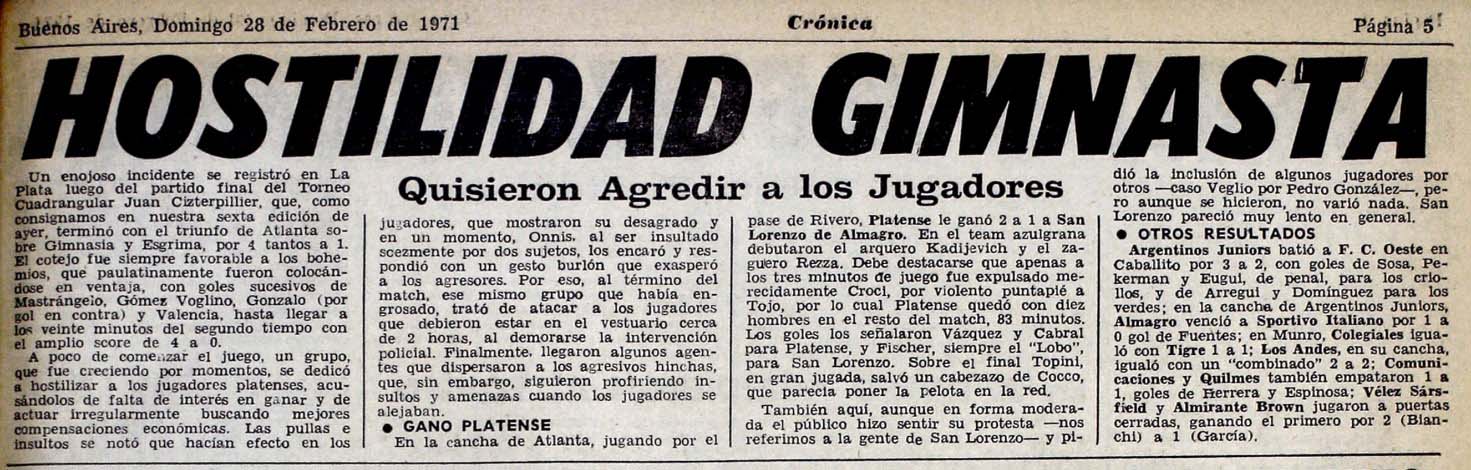 Buenos Aires, Domingo 28 de Febrero de 1971
Crónica
Página 5
HOSTILIDAD GIMNASTA
Quisieron Agredir a los Jugadores
Un enojoso incidente se registró en La
Plata luego del partido final del Torneo
Cuadrangular Juan Cizterpillier, que, como
consignamos en nuestra sexta edición de
ayer, terminó con el triunfo de Atlanta so-
bre Gimnasia y Esgrima, por 4 tantos a 1.
El cotejo fue siempre favorable a los bohe-
mios, que paulatinamente fueron colocán-
dose en ventaja, con goles sucesivos de
Mastrángelo, Gómez Voglino, Gonzalo (por
gol en contra) y Valencia, hasta llegar a
los veinte minutos del segundo tiempo con
el amplio score de 4 a 0.
A poco de comenzar el juego, un grupo,
que fue creciendo por momentos, se dedicó
a hostilizar a los jugadores platenses, acu-
sándolos de falta de interés en ganar y de
actuar irregularmente buscando mejores
compensaciones económicas. Las pullas e
insultos se notó que hacían efecto en los
jugadores, que mostraron su desagrado y
en un momento, Onnis, al ser insultado
scezmente por dos sujetos, los encaró y res-
pondió con un gesto burlón que exasperó
a los agresores. Por eso, al término del
match, ese mismo grupo que había en-
grosado, trató de atacar a los jugadores
que debieron estar en el vestuario cerca
de 2 horas, al demorarse la intervención
policial. Finalmente, llegaron algunos agen-
tes que dispersaron a los agresivos hinchas,
que, sin embargo, siguieron profiriendo in-
sultos y amenazas cuando los jugadores se
alejaban.
● GANO PLATENSE
En la cancha de Atlanta, jugando por el
pase de Rivero, Platense le ganó 2 a 1 a San
Lorenzo de Almagro. En el team azulgrana
debutaron el arquero Kadijevich y el za-
guero Rezza. Debe destacarse que apenas a
los tres minutos de juego fue expulsado me-
recidamente Croci, por violento puntapié a
Tojo, por lo cual Platense quedó con diez
hombres en el resto del match, 83 minutos.
Los goles los señalaron Vázquez y Cabral
para Platense, y Fischer, siempre el "Lobo",
para San Lorenzo. Sobre el final Topini,
en gran jugada, salvó un cabezazo de Cocco,
que parecía poner la pelota en la red.
También aquí, aunque en forma modera-
da el público hizo sentir su protesta —nos
referimos a la gente de San Lorenzo— y pi-
dió la inclusión de algunos jugadores por
otros —caso Veglio por Pedro González—, pe-
ro aunque se hicieron, no varió nada. San
Lorenzo pareció muy lento en general.
● OTROS RESULTADOS
Argentinos Juniors batió a F. C. Oeste en
Caballito por 3 a 2, con goles de Sosa, Pe-
kerman y Eugui, de penal, para los crio-
llos, y de Arregui y Domínguez para los
verdes; en la cancha de Argentinos Juniors,
Almagro venció a Sportivo Italiano por 1 a
0 gol de Fuentes; en Munro, Colegiales igua-
ló con Tigre 1 a 1; Los Andes, en su cancha,
igualó con un "combinado" 2 a 2; Comuni-
caciones y Quilmes también empataron 1 a
1, goles de Herrera y Espinosa; Vélez Sárs-
field y Almirante Brown jugaron a puertas
cerradas, ganando el primero por 2 (Bian-
chi) a 1 (García).